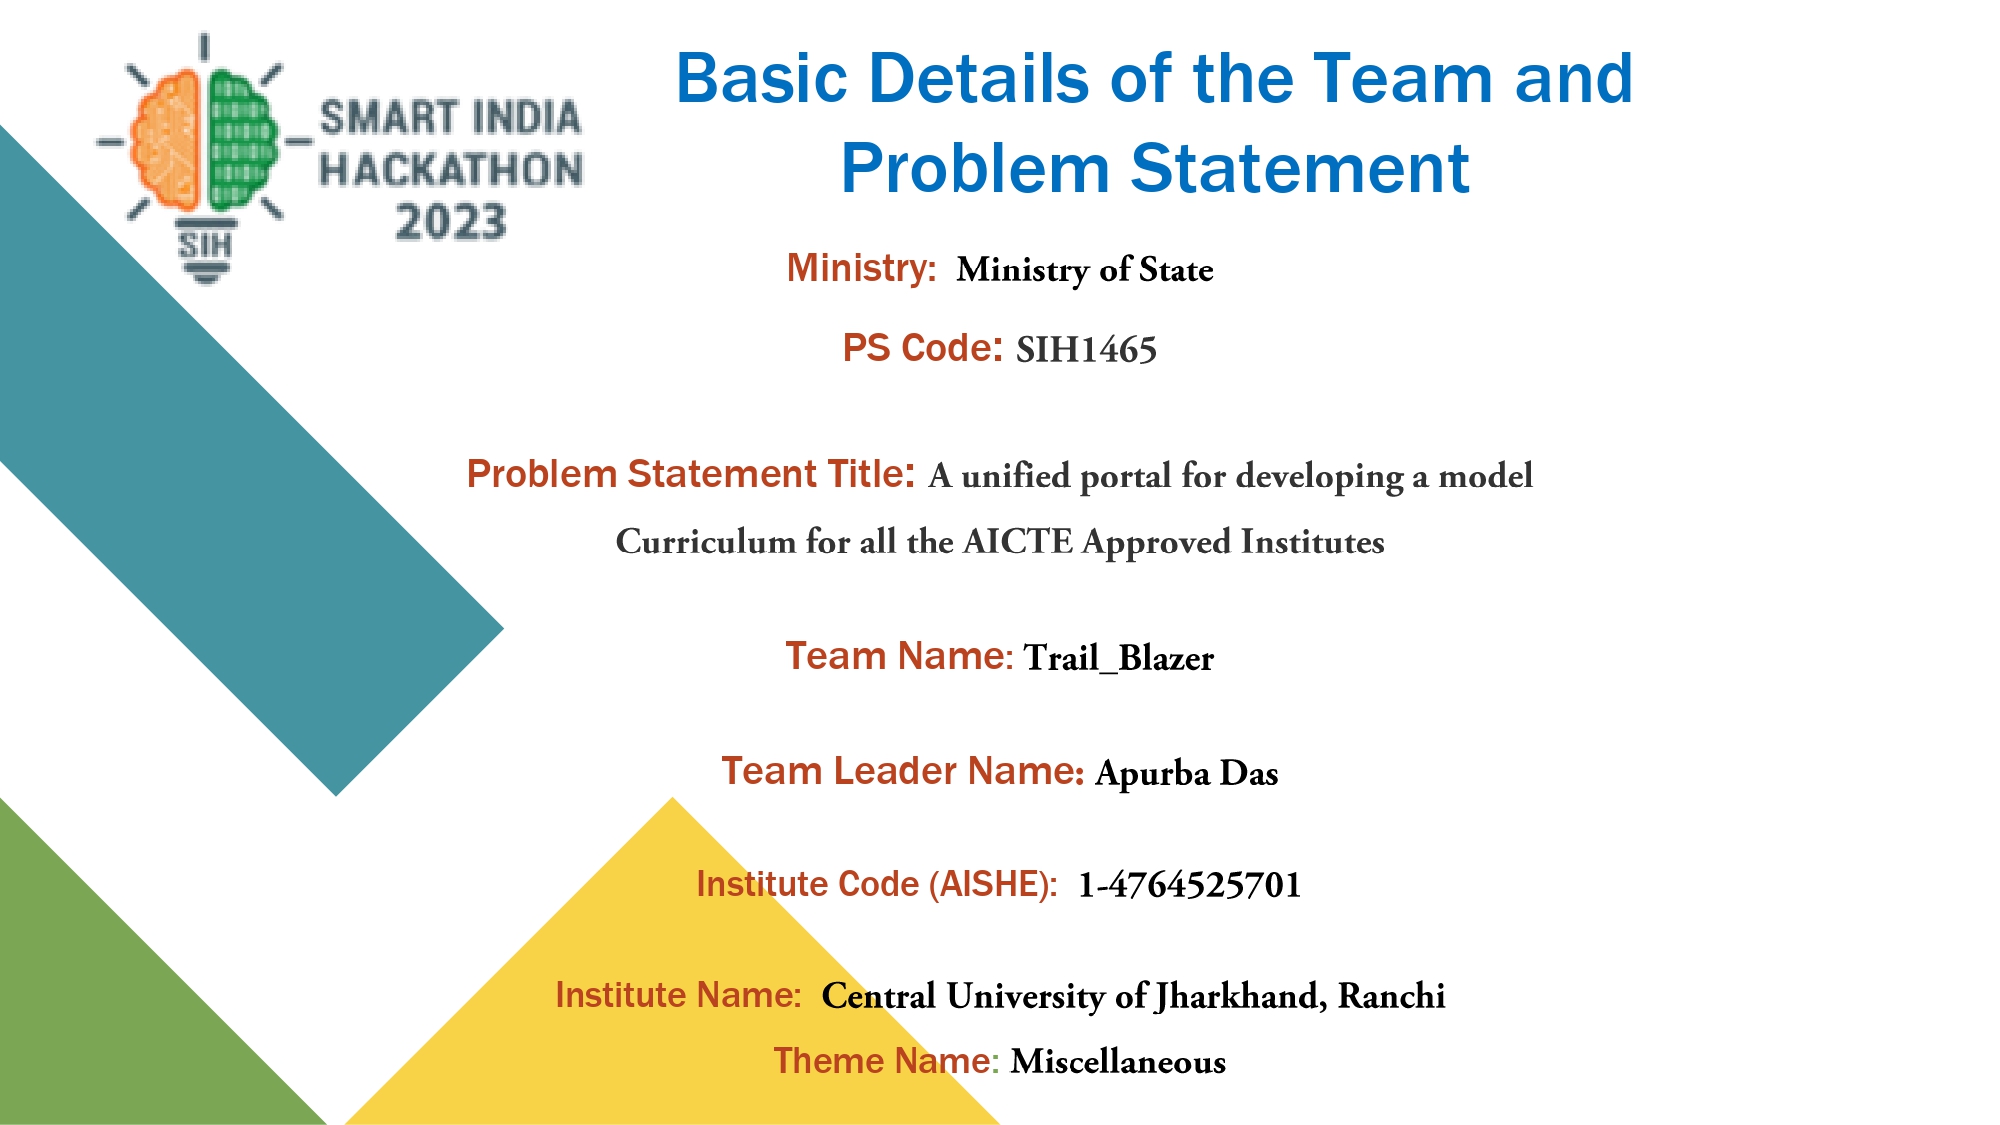 SMART INDIA
HACKATHON
2023
SIH
Basic Details of the Team and
Problem Statement
Ministry: Ministry of State
PS Code: SIH1465
Problem Statement Title: A unified portal for developing a model
Curriculum for all the AICTE Approved Institutes
Team Name: Trail_Blazer
Team Leader Name: Apurba Das
Institute Code (AISHE): 1-4764525701
Institute Name: Central University of Jharkhand, Ranchi
Theme Name: Miscellaneous